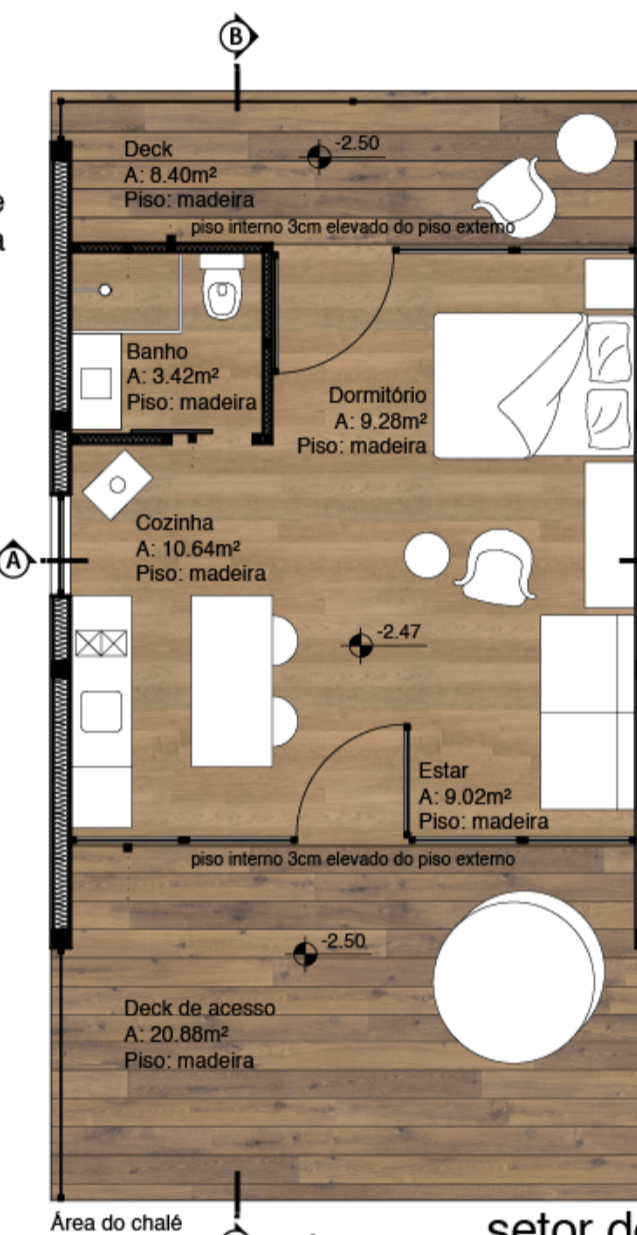 B
Deck
A: 8.40m²
Piso: madeira
-2.50
piso interno 3cm elevado do piso externo
Banho
A: 3.42m²
Piso: madeira
Dormitório
A: 9.28m²
Piso: madeira
Cozinha
A: 10.64m²
Piso: madeira
A
-2.47
Estar
A: 9.02m²
Piso: madeira
piso interno 3cm elevado do piso externo
-2.50
Deck de acesso
A: 20.88m²
Piso: madeira
Área do chalé
setor